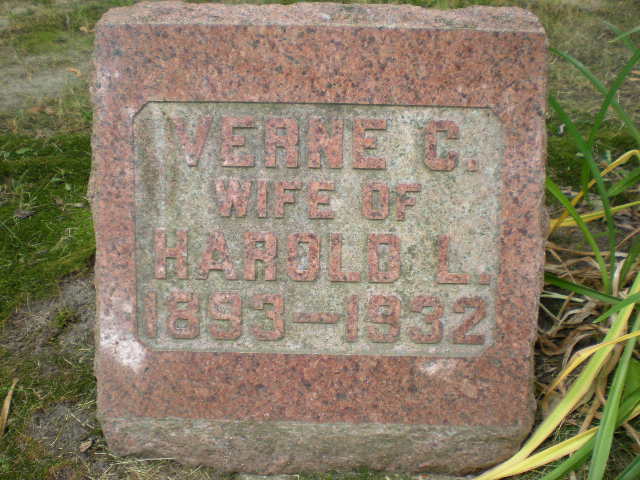 VERNE C.
WIFE OF
HAROLD L.
1893–1932